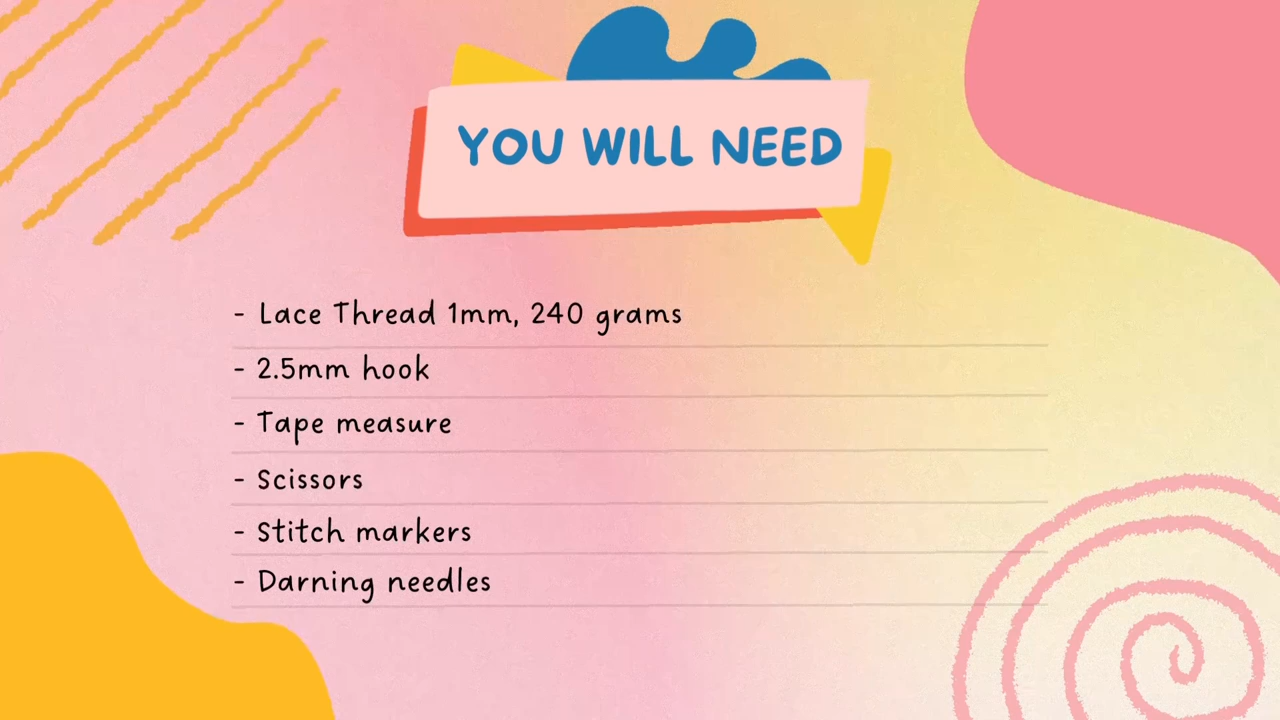 YOU WILL NEED
- Lace Thread 1mm, 240 grams
- 2.5mm hook
- Tape measure
- Scissors
- Stitch markers
- Darning needles